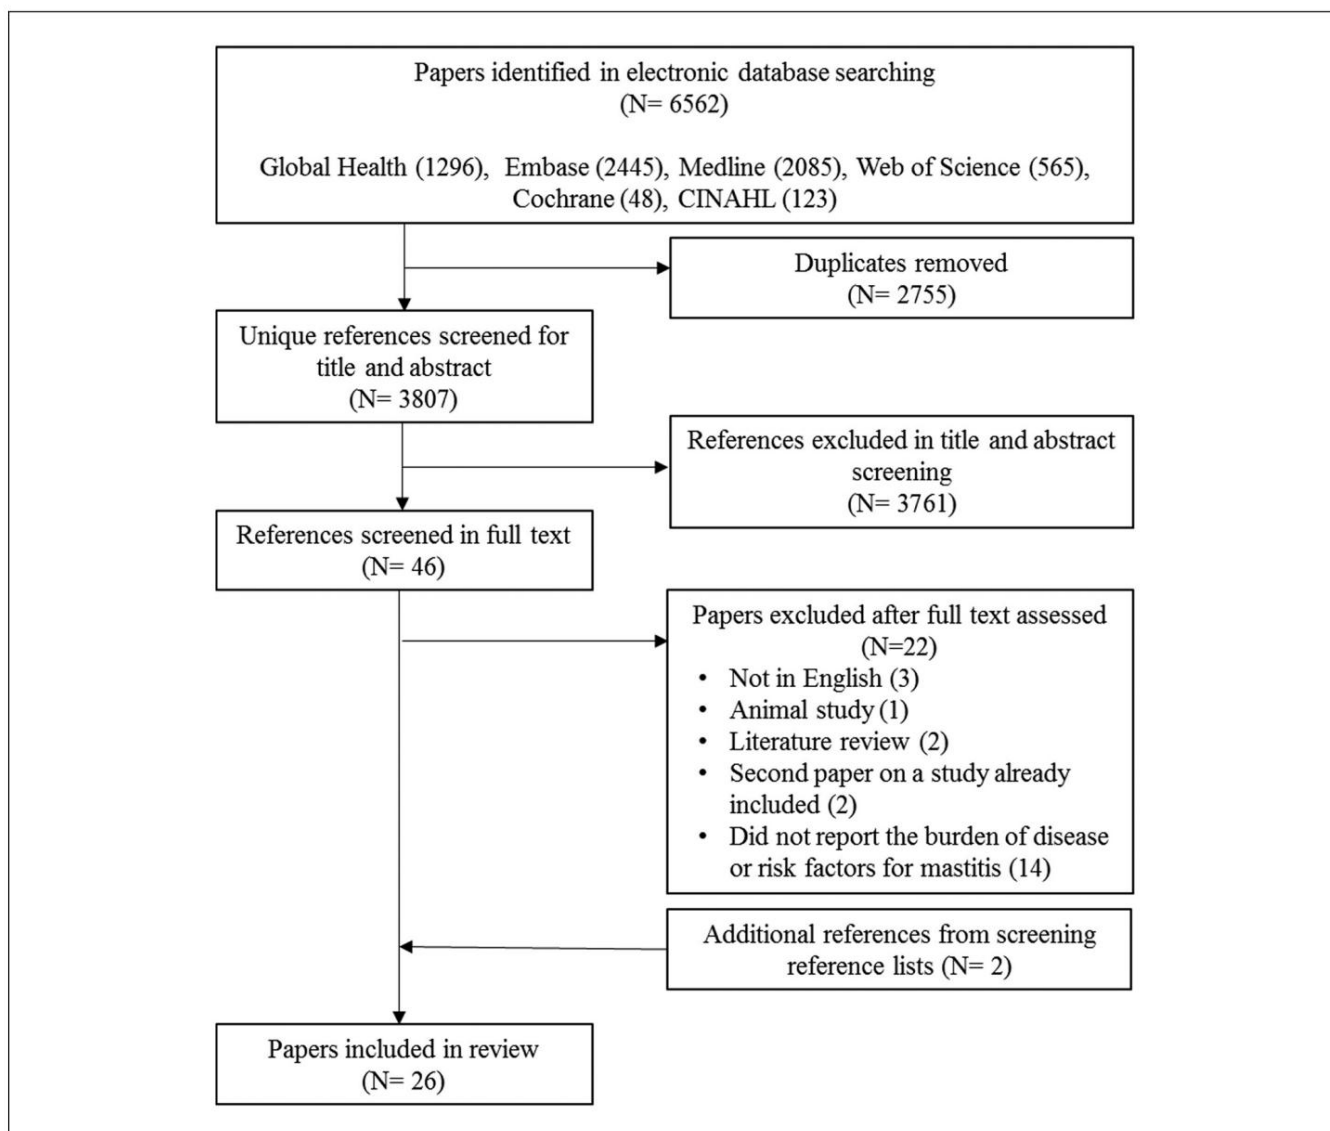 Papers identified in electronic database searching
(N= 6562)
Global Health (1296), Embase (2445), Medline (2085), Web of Science (565),
Cochrane (48), CINAHL (123)
Duplicates removed
(N= 2755)
Unique references screened for
title and abstract
(N= 3807)
References excluded in title and abstract
screening
(N= 3761)
References screened in full text
(N= 46)
Papers excluded after full text assessed
(N=22)
• Not in English (3)
• Animal study (1)
• Literature review (2)
• Second paper on a study already
included (2)
• Did not report the burden of disease
or risk factors for mastitis (14)
Additional references from screening
reference lists (N= 2)
Papers included in review
(N= 26)